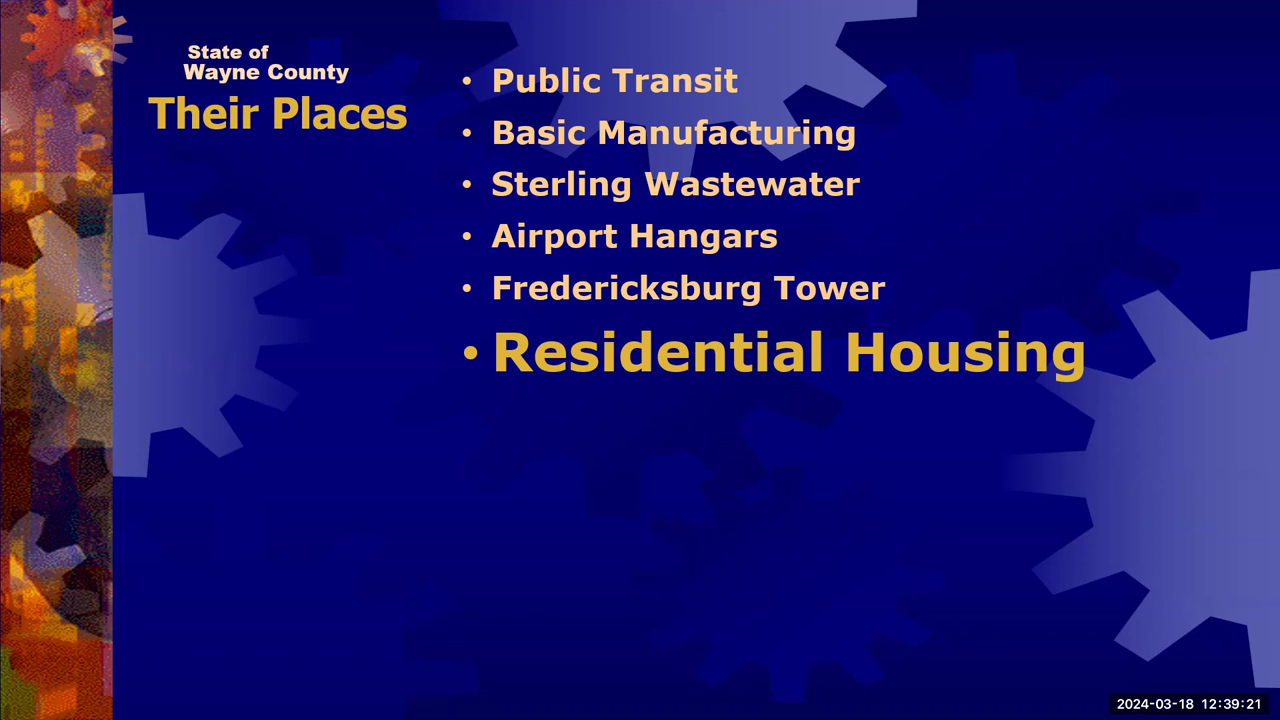 State of
Wayne County
Their Places
• Public Transit
• Basic Manufacturing
• Sterling Wastewater
• Airport Hangars
• Fredericksburg Tower
• Residential Housing
2024-03-18 12:39:21